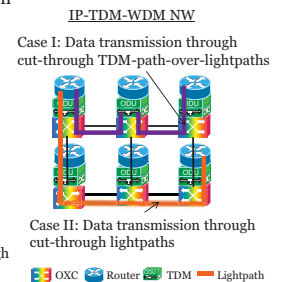 IP-TDM-WDM NW
Case I: Data transmission through
cut-through TDM-path-over-lightpaths
ODU ODU ODU
ODU ODU ODU
Case II: Data transmission through
cut-through lightpaths
OXC Router TDM Lightpath